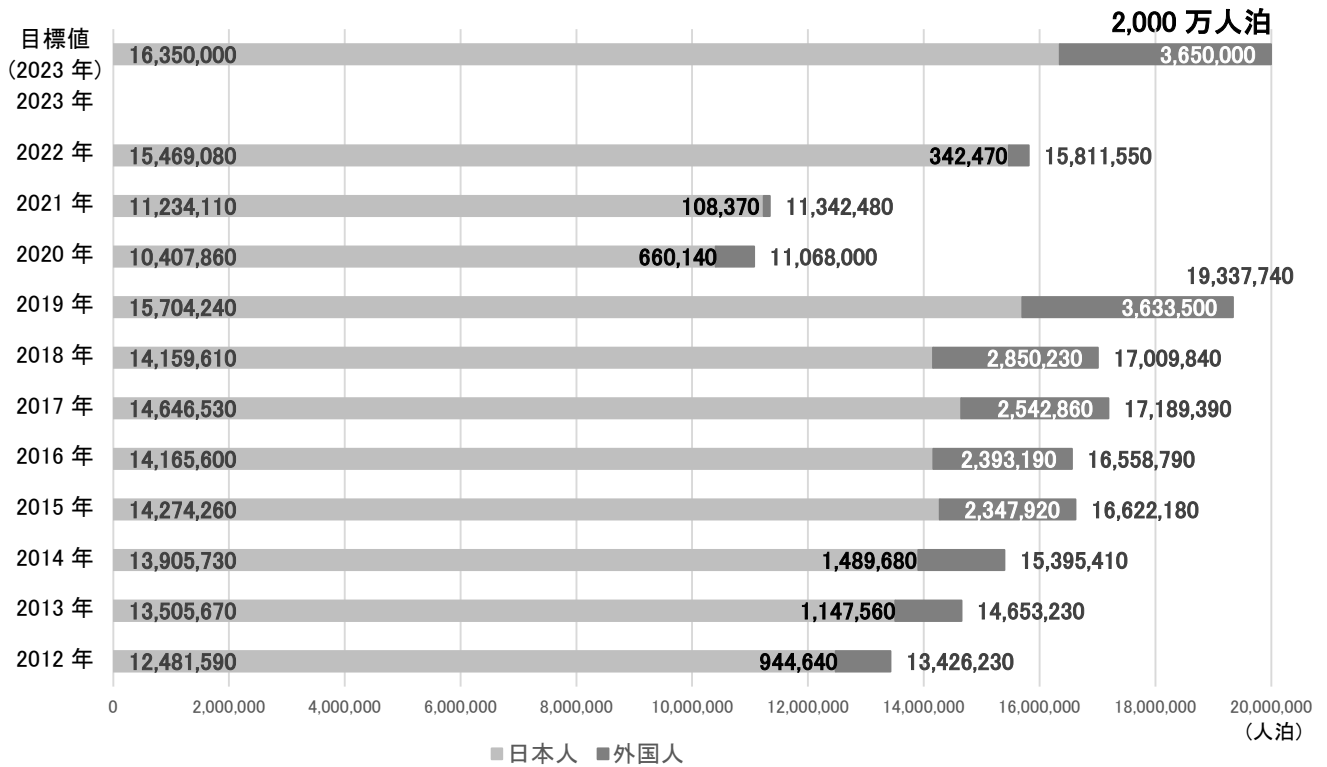 2,000 万人泊
目標値
(2023 年)
16,350,000 3,650,000
2023 年
2022 年 15,469,080 342,470 15,811,550
2021 年 11,234,110 108,370 11,342,480
2020 年 10,407,860 660,140 11,068,000
19,337,740
2019 年 15,704,240 3,633,500
2018 年 14,159,610 2,850,230 17,009,840
2017 年 14,646,530 2,542,860 17,189,390
2016 年 14,165,600 2,393,190 16,558,790
2015 年 14,274,260 2,347,920 16,622,180
2014 年 13,905,730 1,489,680 15,395,410
2013 年 13,505,670 1,147,560 14,653,230
2012 年 12,481,590 944,640 13,426,230
0 2,000,000 4,000,000 6,000,000 8,000,000 10,000,000 12,000,000 14,000,000 16,000,000 18,000,000 20,000,000
(人泊)
日本人 外国人